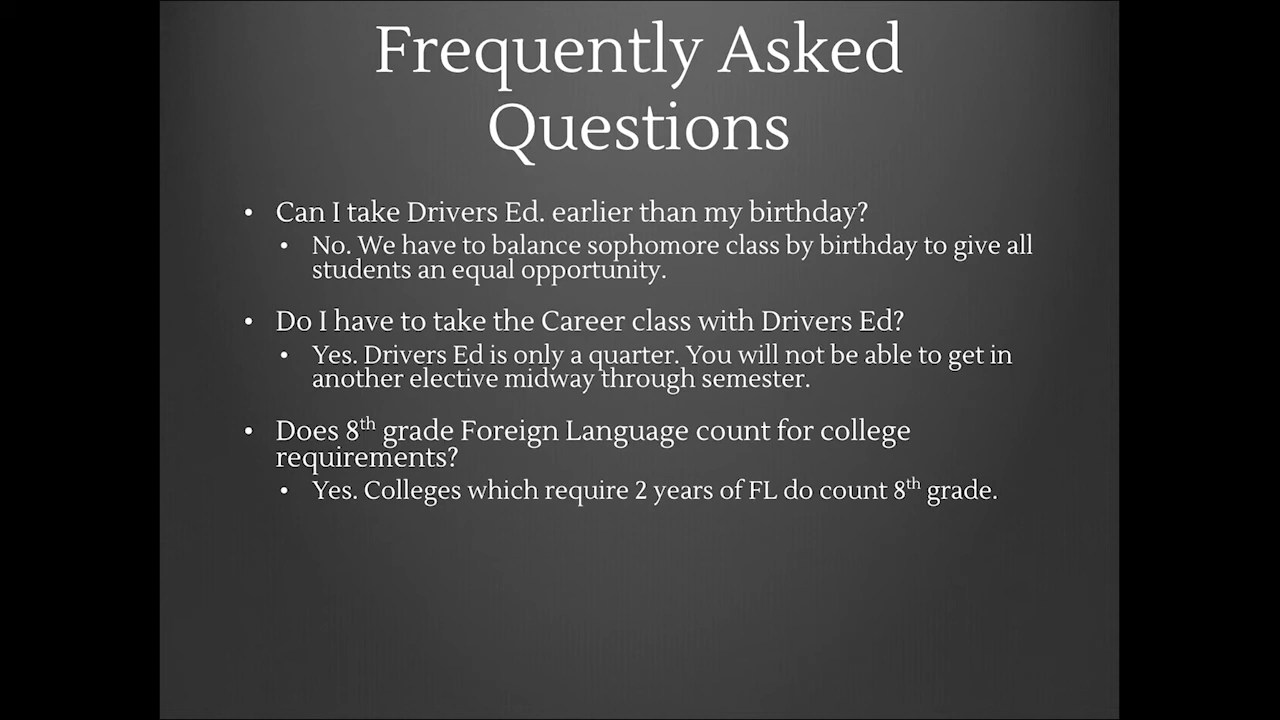 Frequently Asked
Questions
• Can I take Drivers Ed. earlier than my birthday?
• No. We have to balance sophomore class by birthday to give all
students an equal opportunity.
• Do I have to take the Career class with Drivers Ed?
• Yes. Drivers Ed is only a quarter. You will not be able to get in
another elective midway through semester.
• Does 8th grade Foreign Language count for college
requirements?
• Yes. Colleges which require 2 years of FL do count 8th grade.